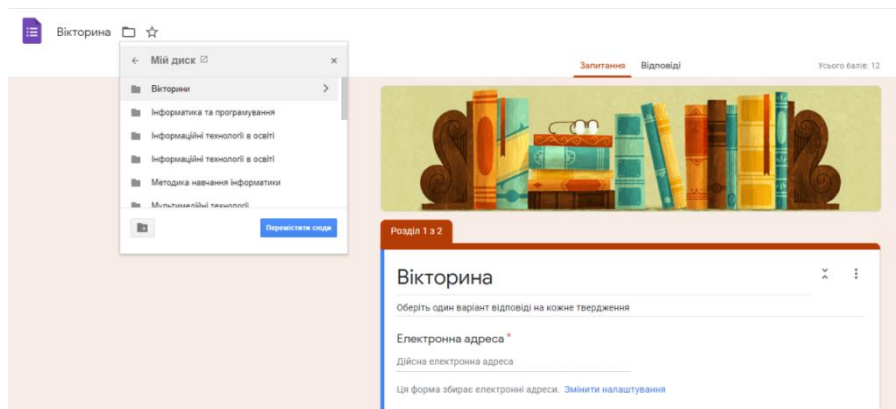 Вікторина
Мій диск
Вікторини
Інформатика та програмування
Інформаційні технології в освіті
Інформаційні технології в освіті
Методика навчання інформатики
Мультимедійні технології
Перемістити сюди
Запитання Відповіді Усього балів: 12
Розділ 1 з 2
Вікторина
Оберіть один варіант відповіді на кожне твердження
Електронна адреса *
Дійсна електронна адреса
Ця форма збирає електронні адреси. Змінити налаштування